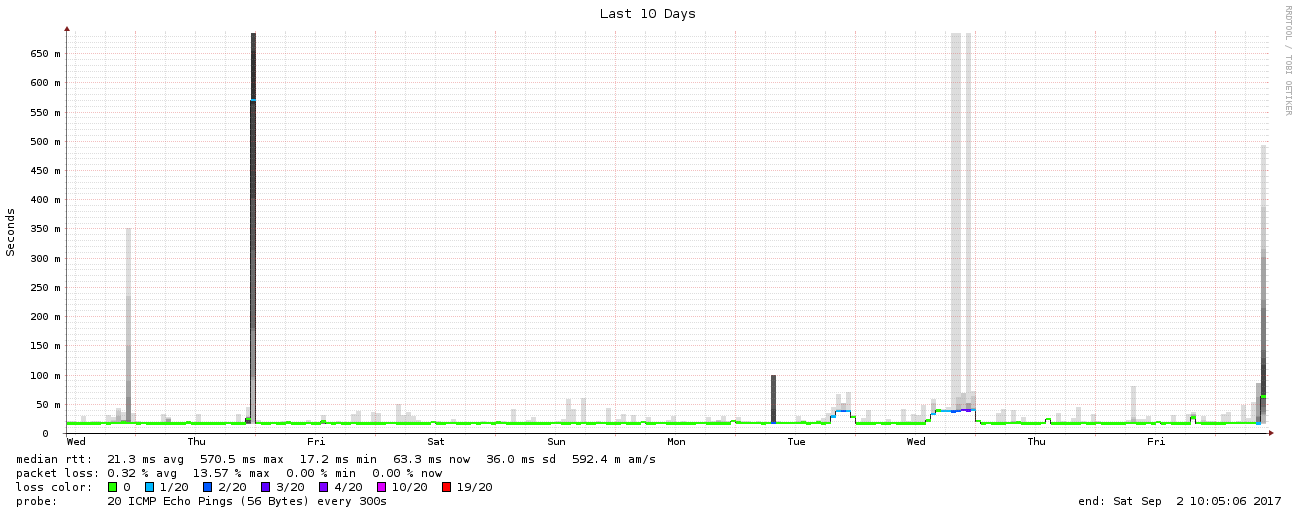 Last 10 Days
RRDTOOL / TOBI OETIKER
Seconds
650 m
600 m
550 m
500 m
450 m
400 m
350 m
300 m
250 m
200 m
150 m
100 m
50 m
0
Wed Thu Fri Sat Sun Mon Tue Wed Thu Fri
median rtt: 21.3 ms avg 570.5 ms max 17.2 ms min 63.3 ms now 36.0 ms sd 592.4 m am/s
packet loss: 0.32 % avg 13.57 % max 0.00 % min 0.00 % now
loss color: 0 1/20 2/20 3/20 4/20 10/20 19/20
probe: 20 ICMP Echo Pings (56 Bytes) every 300s end: Sat Sep 2 10:05:06 2017